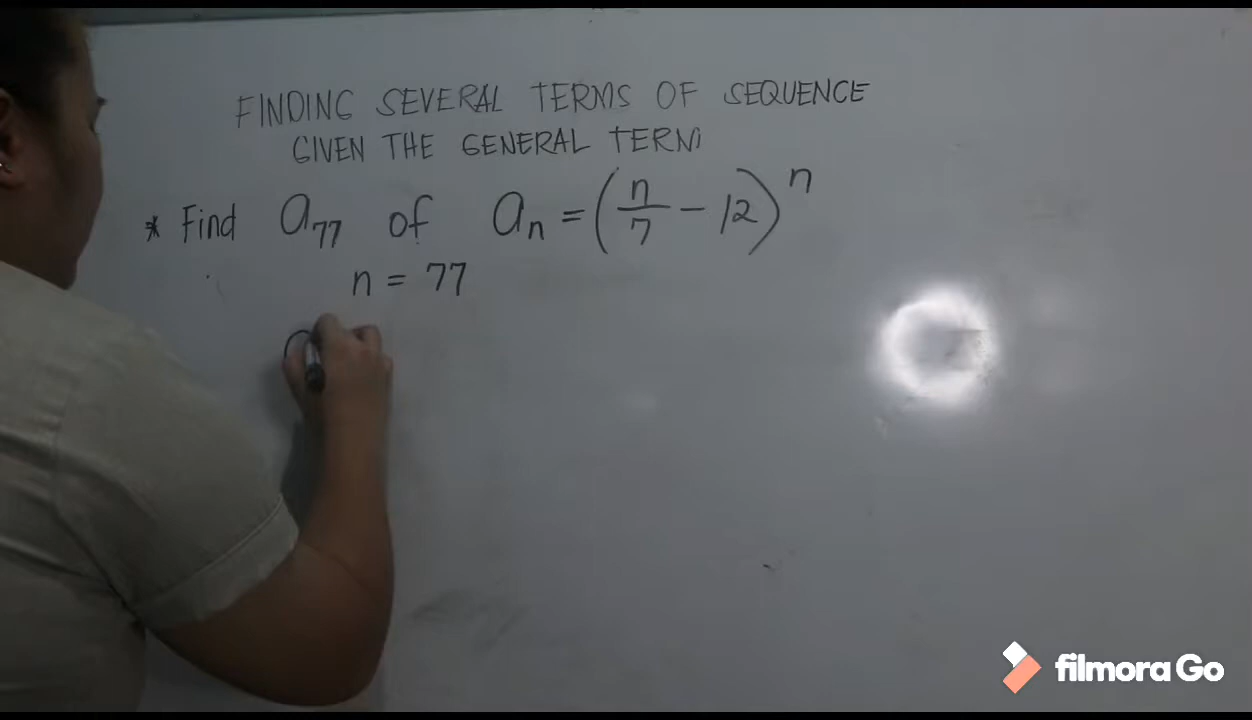 FINDING SEVERAL TERMS OF SEQUENCE
GIVEN THE GENERAL TERM
* Find a₇₇ of aₙ = (n/7 − 12)ⁿ
n = 77
filmora Go